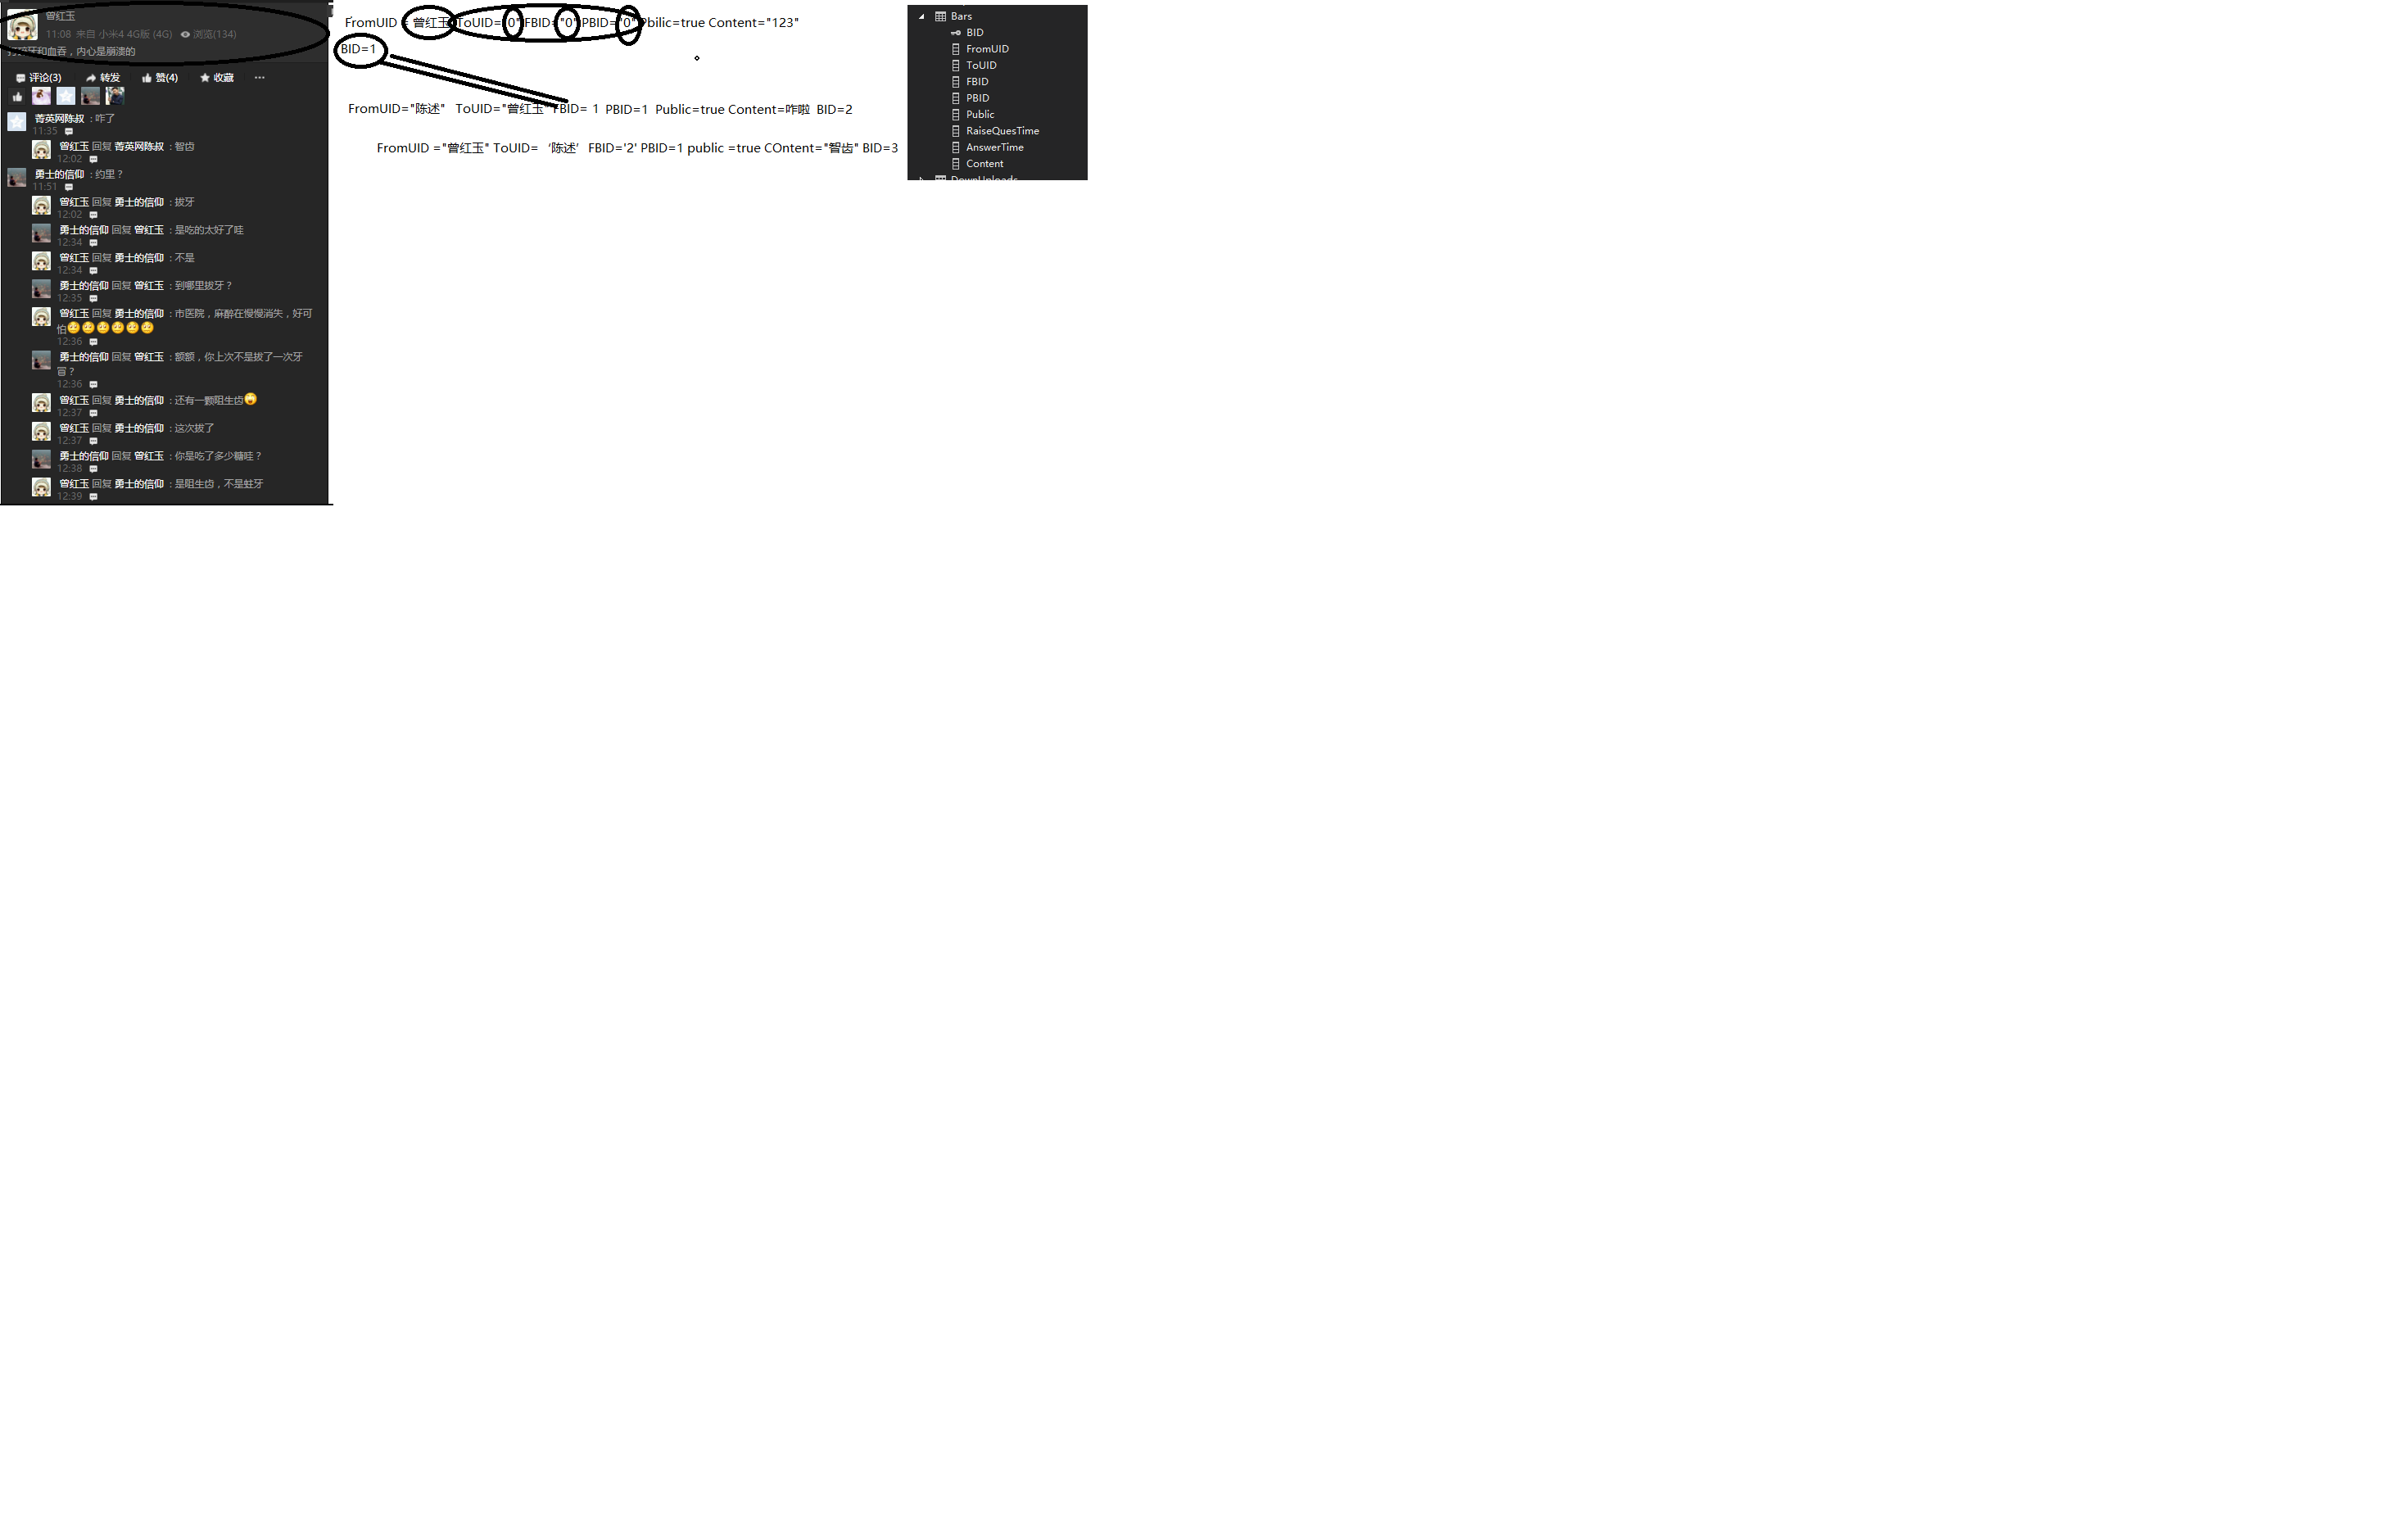 曾红玉
11:08 来自 小米4 4G版 (4G) 浏览(134)
牙和血吞，内心是崩溃的
评论(3) 转发 赞(4) 收藏 ...
菁英网陈叔：咋了
11:35
曾红玉 回复 菁英网陈叔：智齿
12:02
勇士的信仰：约里？
11:51
曾红玉 回复 勇士的信仰：拔牙
12:02
勇士的信仰 回复 曾红玉：是吃的太好了哇
12:34
曾红玉 回复 勇士的信仰：不是
12:34
勇士的信仰 回复 曾红玉：到哪里拔牙？
12:35
曾红玉 回复 勇士的信仰：市医院，麻醉在慢慢消失，好可
怕
12:36
勇士的信仰 回复 曾红玉：额额，你上次不是拔了一次牙
？
12:36
曾红玉 回复 勇士的信仰：还有一颗阻生齿
12:37
曾红玉 回复 勇士的信仰：这次拔了
12:37
勇士的信仰 回复 曾红玉：你是吃了多少糖哇？
12:38
曾红玉 回复 勇士的信仰：是阻生齿，不是蛀牙
12:39
FromUID = 曾红玉 ToUID="0" FBID="0" PBID="0" Pbilic=true Content="123"
BID=1
FromUID="陈述" ToUID="曾红玉" FBID= 1 PBID=1 Public=true Content=咋啦 BID=2
FromUID ="曾红玉" ToUID=‘陈述’ FBID='2' PBID=1 public =true COntent="智齿" BID=3
Bars
BID
FromUID
ToUID
FBID
PBID
Public
RaiseQuesTime
AnswerTime
Content
DownUploads